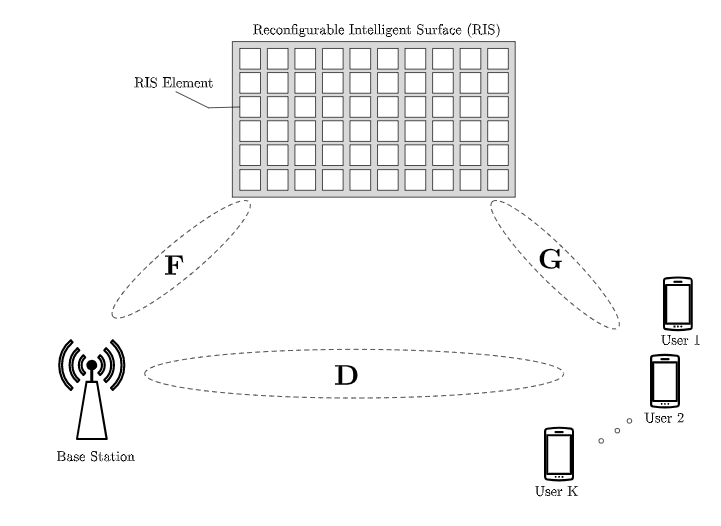 Reconfigurable Intelligent Surface (RIS)
RIS Element
F
G
User 1
D
User 2
Base Station
User K